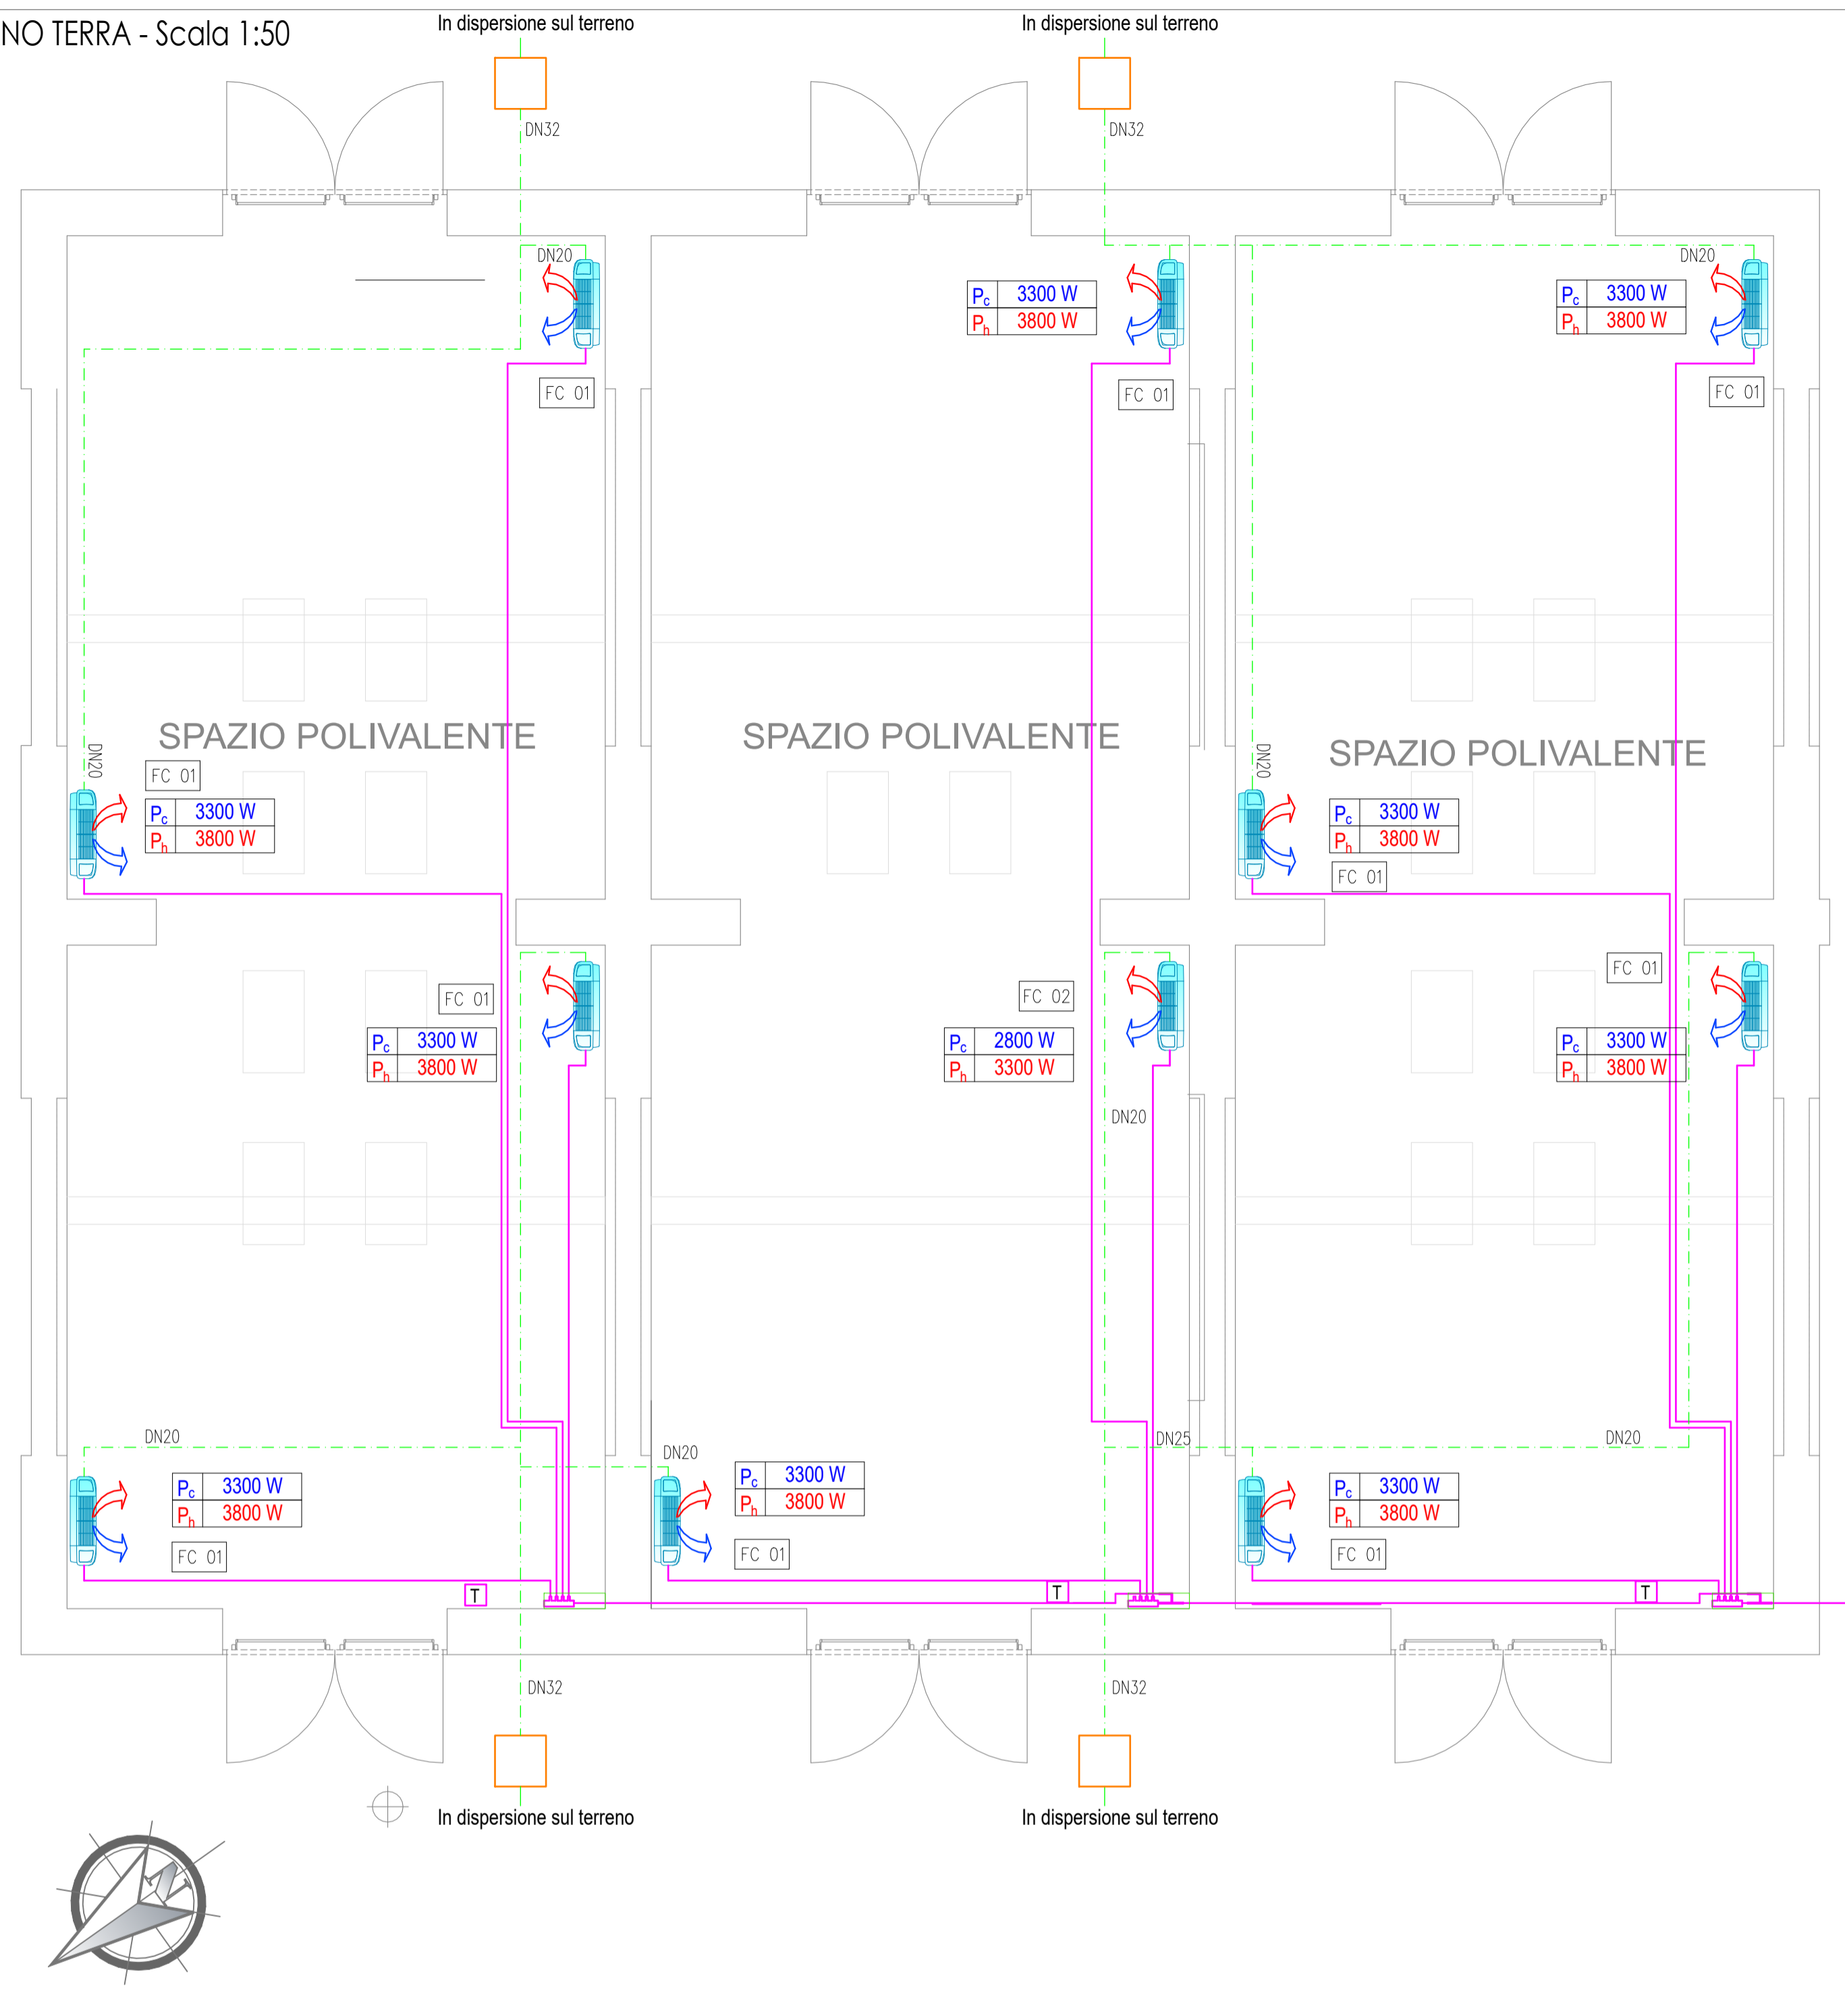 NO TERRA - Scala 1:50
In dispersione sul terreno
In dispersione sul terreno
DN32
DN32
DN20
DN20
Pc 3300 W
Ph 3800 W
Pc 3300 W
Ph 3800 W
FC 01
FC 01
FC 01
SPAZIO POLIVALENTE
SPAZIO POLIVALENTE
SPAZIO POLIVALENTE
DN20
DN20
FC 01
Pc 3300 W
Ph 3800 W
Pc 3300 W
Ph 3800 W
FC 01
FC 01
FC 02
FC 01
Pc 3300 W
Ph 3800 W
Pc 2800 W
Ph 3300 W
Pc 3300 W
Ph 3800 W
DN20
DN20
DN20
DN25
DN20
Pc 3300 W
Ph 3800 W
Pc 3300 W
Ph 3800 W
Pc 3300 W
Ph 3800 W
FC 01
FC 01
FC 01
T
T
T
DN32
DN32
In dispersione sul terreno
In dispersione sul terreno
N